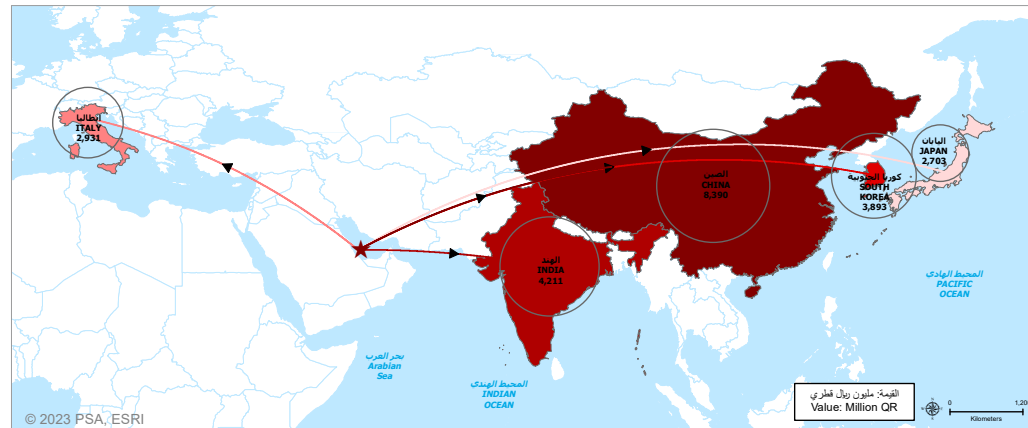 إيطاليا
ITALY
2,931
الصين
CHINA
8,390
اليابان
JAPAN
2,703
كوريا الجنوبية
SOUTH
KOREA
3,893
الهند
INDIA
4,211
المحيط الهادي
PACIFIC
OCEAN
بحر العرب
Arabian
Sea
المحيط الهندي
INDIAN
OCEAN
القيمة: مليون ريال قطري
Value: Million QR
0 1,20
Kilometers
© 2023 PSA, ESRI